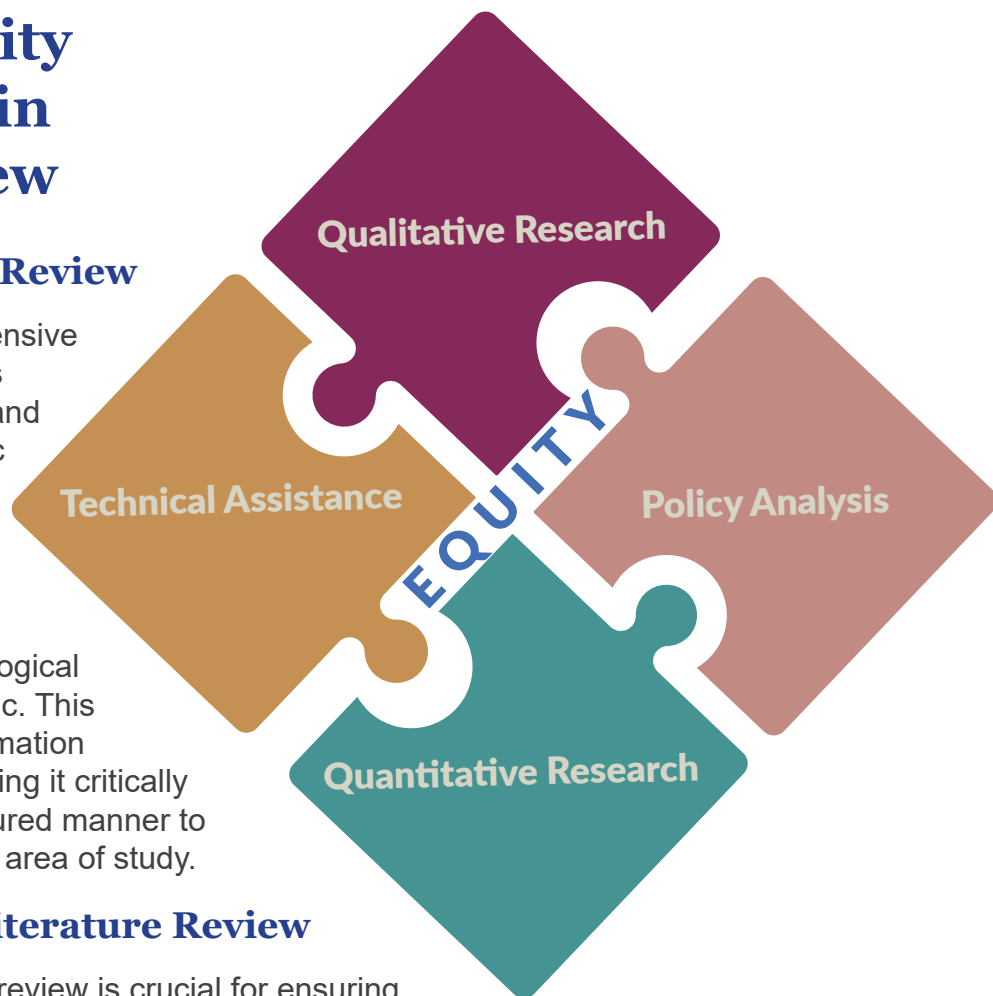 ity
in
ew
Review
ensive
s
and
c
ogical
c. This
mation
ing it critically
ured manner to
area of study.
iterature Review
review is crucial for ensuring
Qualitative Research
Technical Assistance
EQUITY
Policy Analysis
Quantitative Research